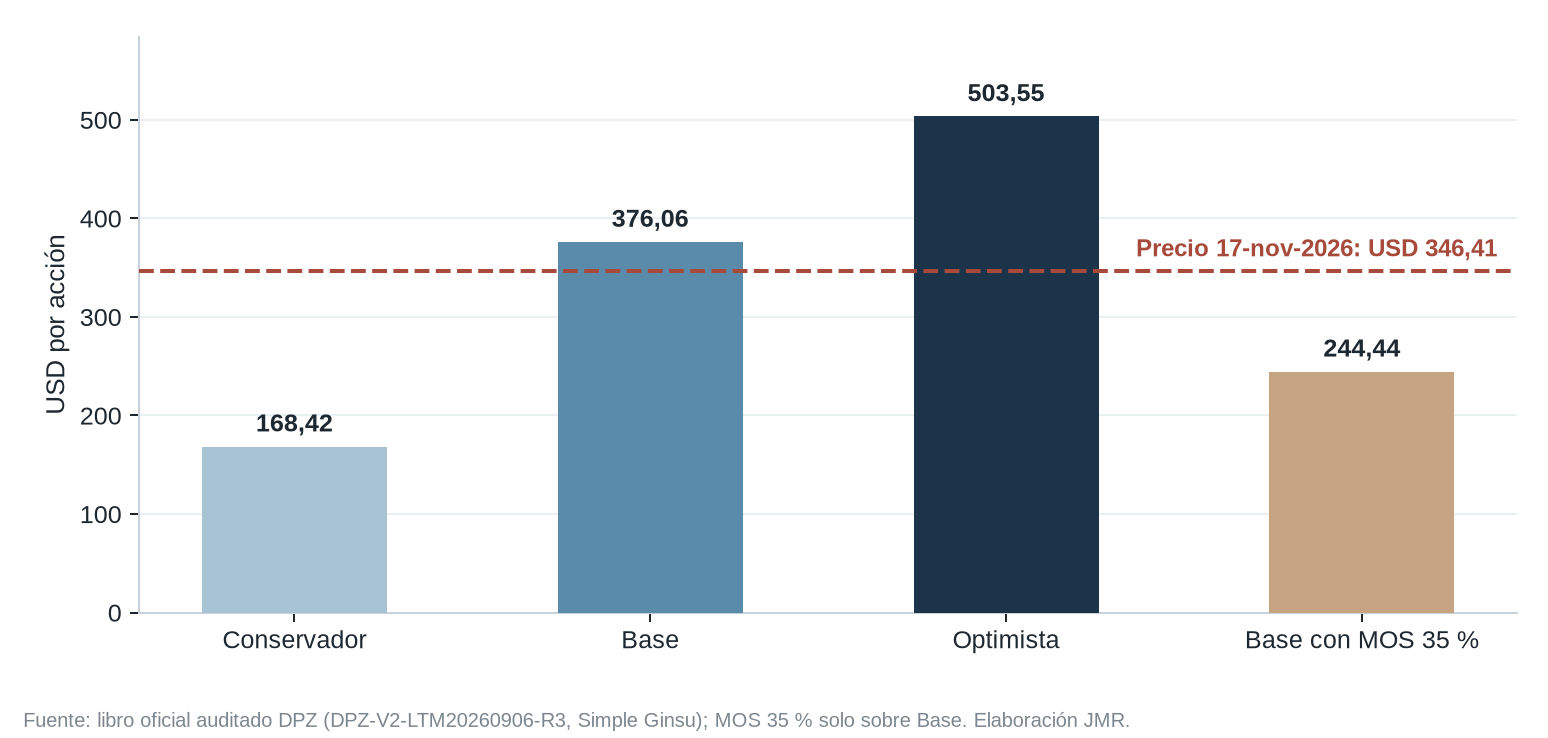 503,55
500
400
376,06
Precio 17-nov-2026: USD 346,41
300
244,44
USD por acción
200
168,42
100
0
Conservador
Base
Optimista
Base con MOS 35 %
Fuente: libro oficial auditado DPZ (DPZ-V2-LTM20260906-R3, Simple Ginsu); MOS 35 % solo sobre Base. Elaboración JMR.